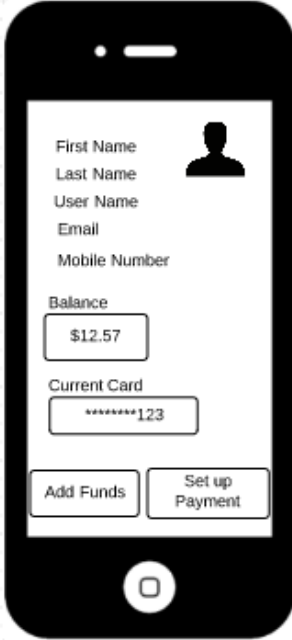 First Name
Last Name
User Name
Email
Mobile Number
Balance
$12.57
Current Card
********123
Add Funds
Set up
Payment